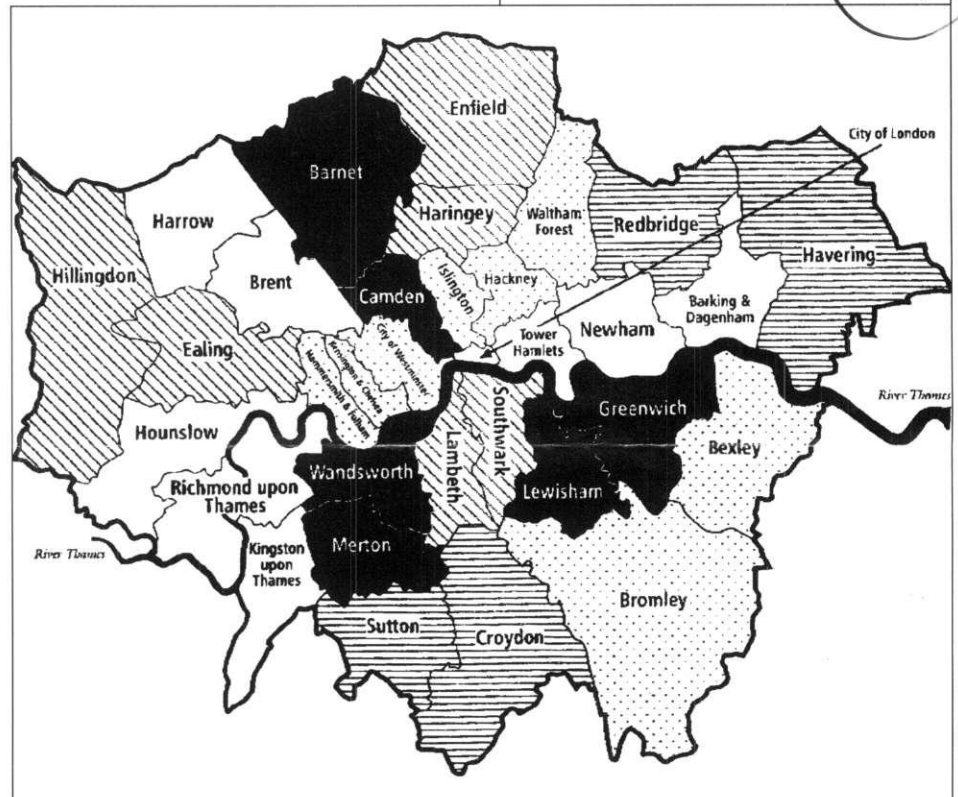 Enfield
City of London
Barnet
Harrow
Haringey
Waltham
Forest
Redbridge
Havering
Hillingdon
Brent
Islington
Hackney
Camden
Barking &
Dagenham
Ealing
City of Westminster
Kensington & Chelsea
Hammersmith & Fulham
Tower
Hamlets
Newham
River Thames
Hounslow
Southwark
Greenwich
Lambeth
Bexley
Wandsworth
Lewisham
Richmond upon
Thames
River Thames
Merton
Kingston
upon
Thames
Bromley
Sutton
Croydon